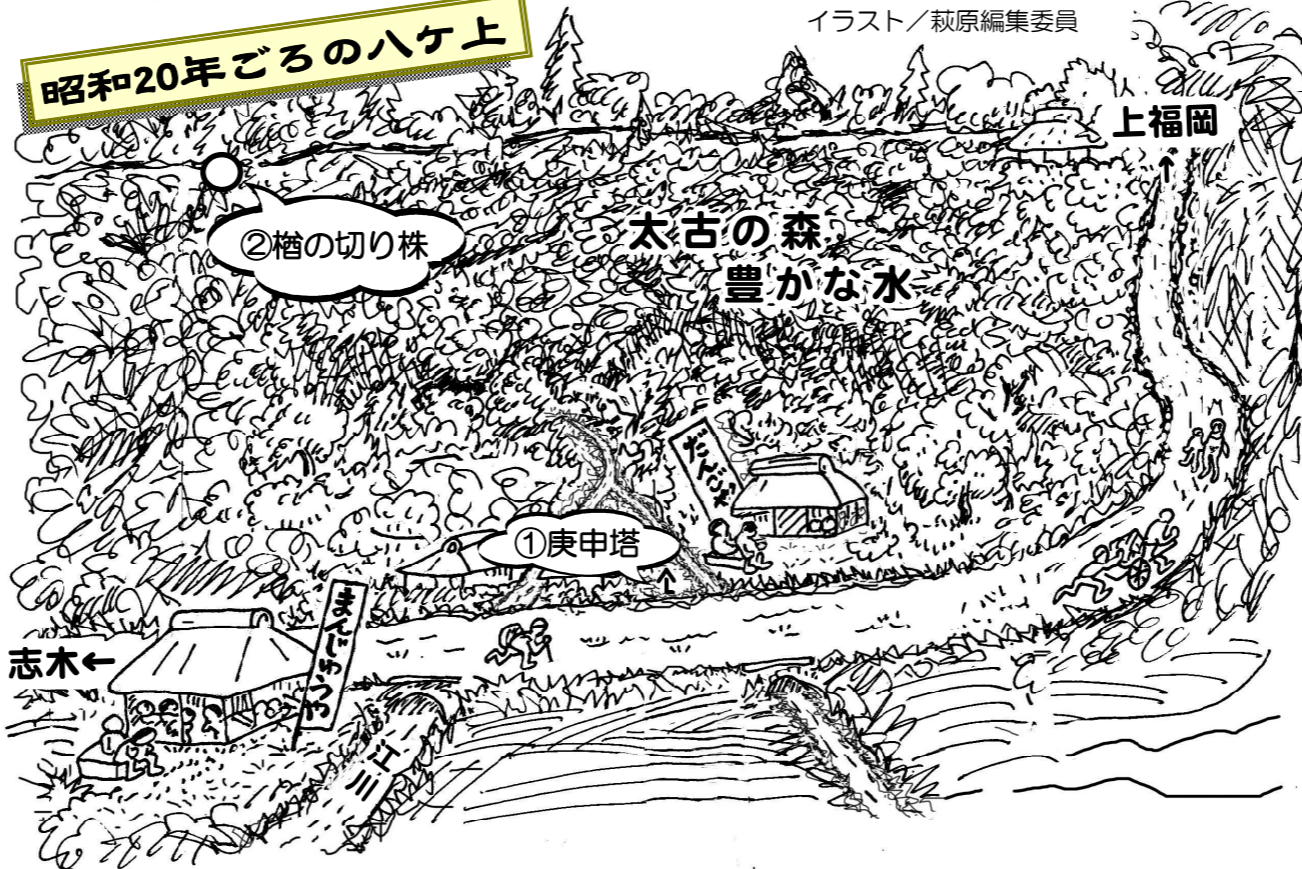 昭和20年ごろの八ケ上
イラスト/萩原編集委員
上福岡
↑
②楢の切り株
太古の森
豊かな水
だんご木
①庚申塔
↑
まんじゅうや
志木←
三江